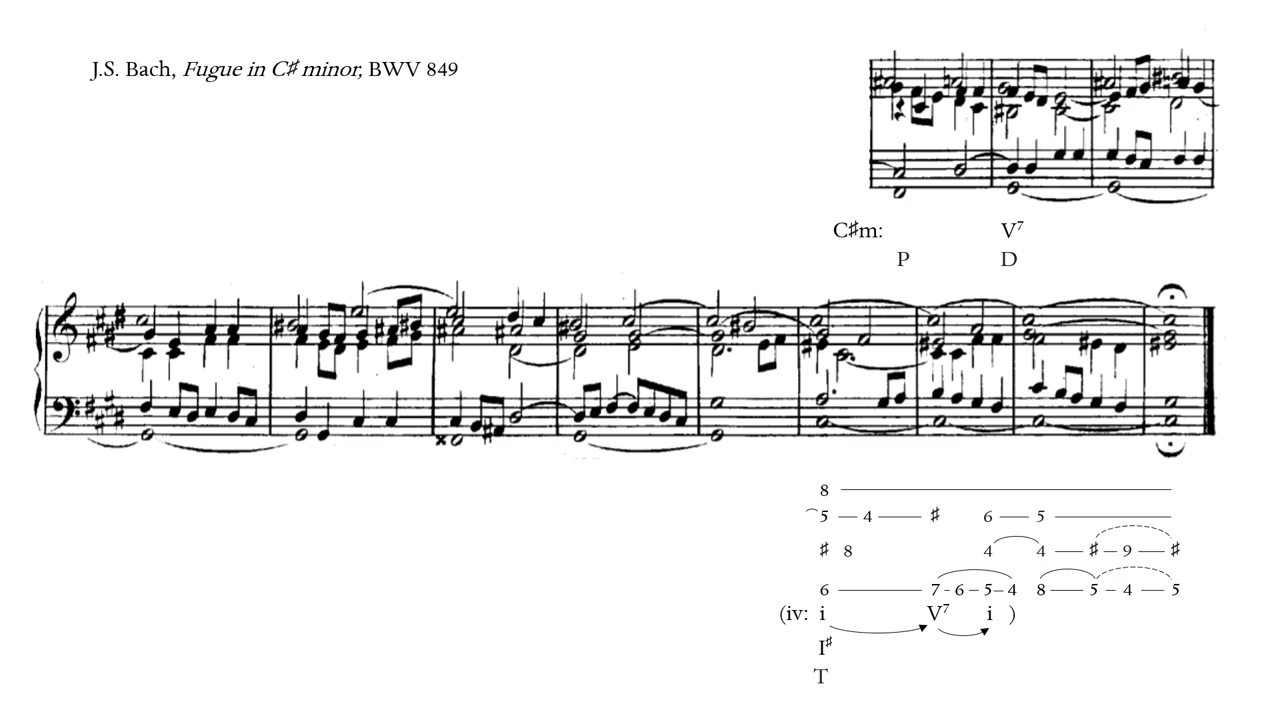 J.S. Bach, Fugue in C♯ minor, BWV 849
C♯m: V⁷
P D
8
5 – 4 — ♯ 6 — 5
♯ 8 4 4 — ♯ – 9 — ♯
6 — 7 - 6 – 5 – 4 8 — 5 – 4 — 5
(iv: i V⁷ i )
I♯
T